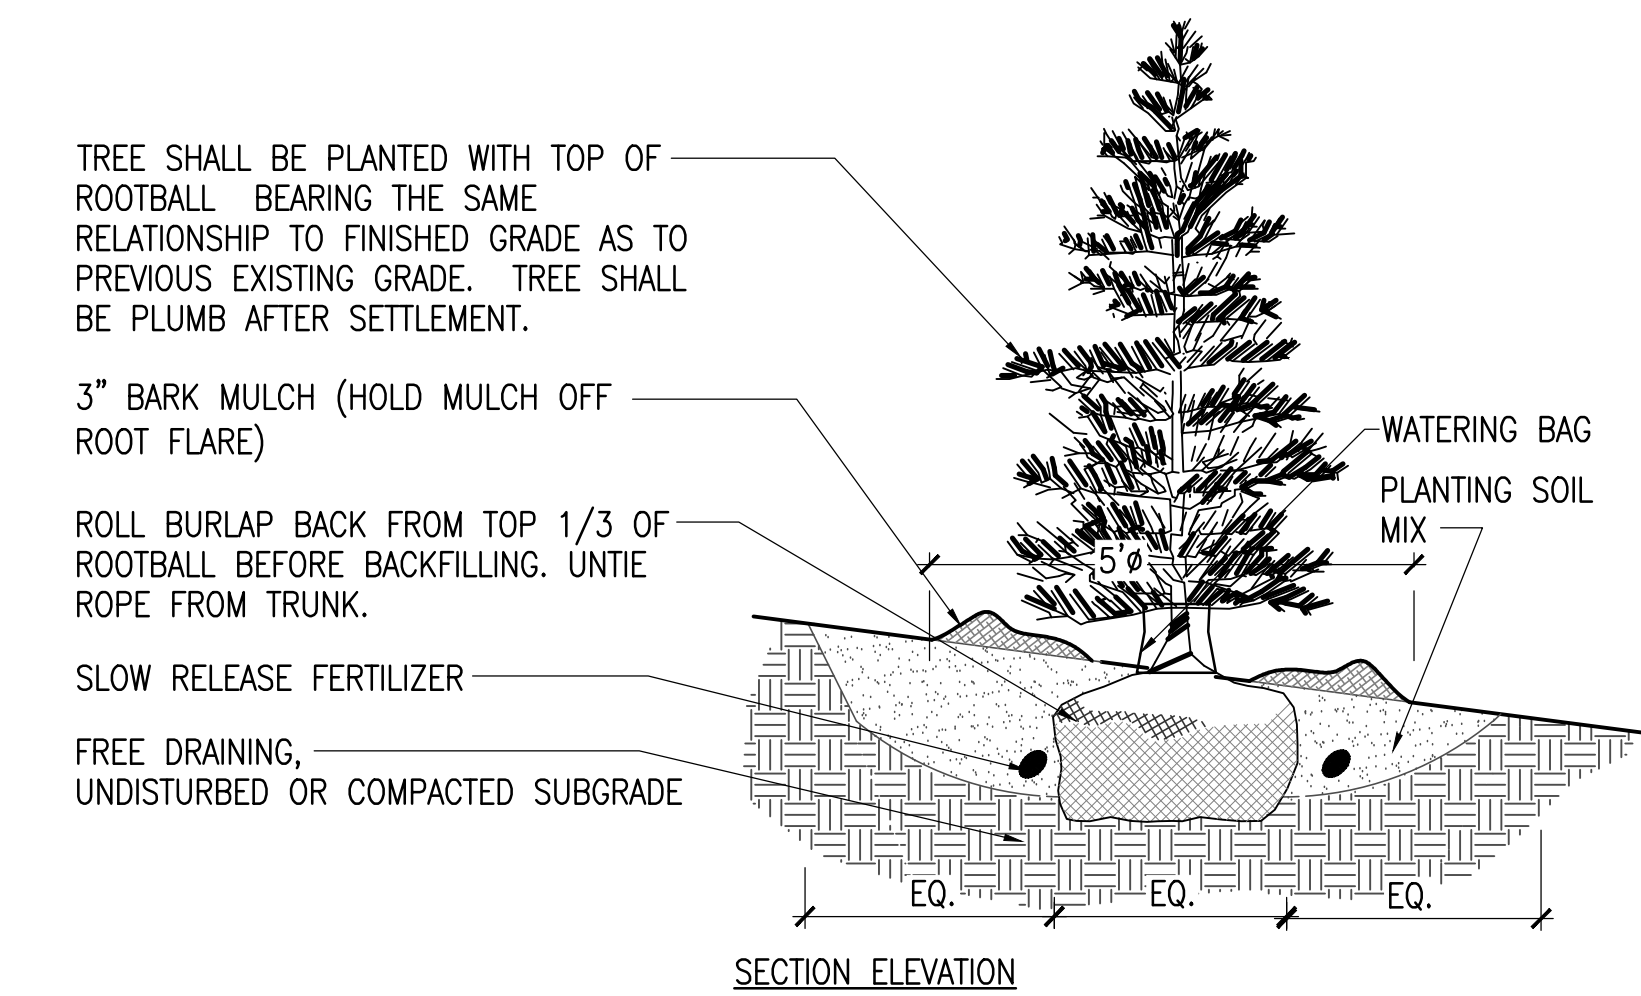 TREE SHALL BE PLANTED WITH TOP OF
ROOTBALL BEARING THE SAME
RELATIONSHIP TO FINISHED GRADE AS TO
PREVIOUS EXISTING GRADE. TREE SHALL
BE PLUMB AFTER SETTLEMENT.
3" BARK MULCH (HOLD MULCH OFF
ROOT FLARE)
ROLL BURLAP BACK FROM TOP 1/3 OF
ROOTBALL BEFORE BACKFILLING. UNTIE
ROPE FROM TRUNK.
SLOW RELEASE FERTILIZER
FREE DRAINING,
UNDISTURBED OR COMPACTED SUBGRADE
WATERING BAG
PLANTING SOIL
MIX
5'ø
EQ.
EQ.
EQ.
SECTION ELEVATION